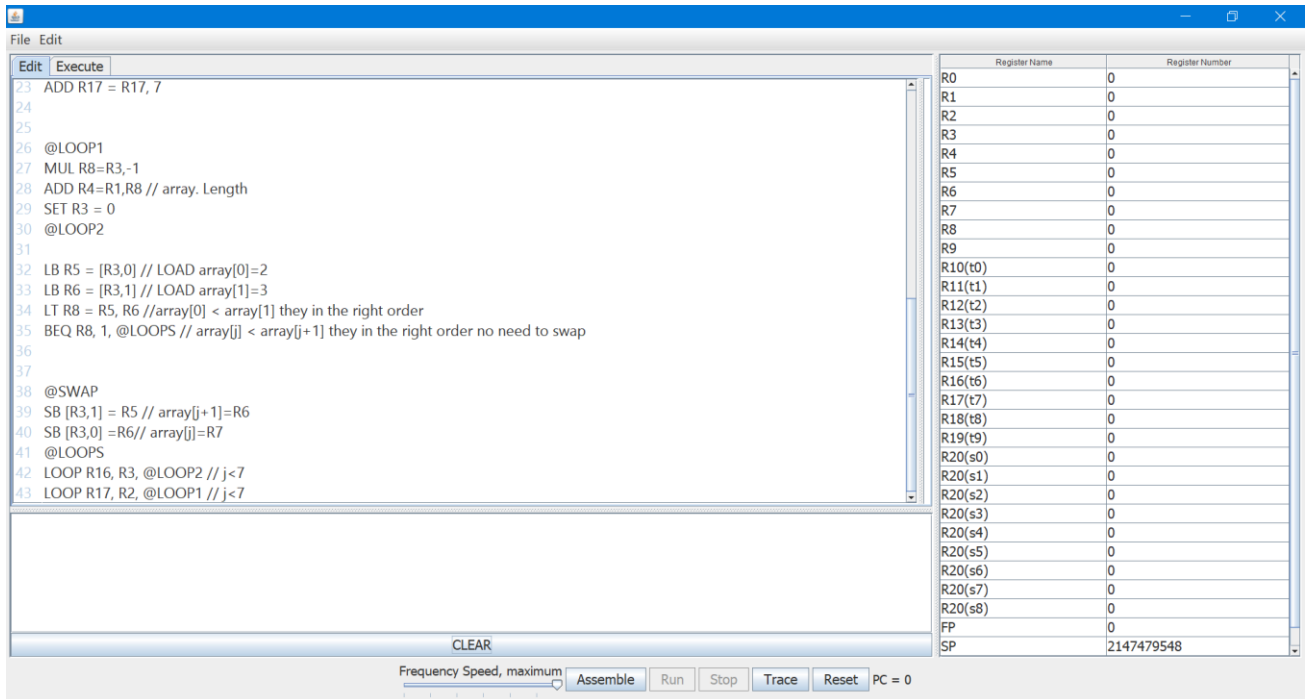 File Edit
Edit Execute
23 ADD R17 = R17, 7
24
25
26 @LOOP1
27 MUL R8=R3,-1
28 ADD R4=R1,R8 // array. Length
29 SET R3 = 0
30 @LOOP2
31
32 LB R5 = [R3,0] // LOAD array[0]=2
33 LB R6 = [R3,1] // LOAD array[1]=3
34 LT R8 = R5, R6 //array[0] < array[1] they in the right order
35 BEQ R8, 1, @LOOPS // array[j] < array[j+1] they in the right order no need to swap
36
37
38 @SWAP
39 SB [R3,1] = R5 // array[j+1]=R6
40 SB [R3,0] =R6// array[j]=R7
41 @LOOPS
42 LOOP R16, R3, @LOOP2 // j<7
43 LOOP R17, R2, @LOOP1 // j<7
CLEAR
Register Name Register Number
R0 0
R1 0
R2 0
R3 0
R4 0
R5 0
R6 0
R7 0
R8 0
R9 0
R10(t0) 0
R11(t1) 0
R12(t2) 0
R13(t3) 0
R14(t4) 0
R15(t5) 0
R16(t6) 0
R17(t7) 0
R18(t8) 0
R19(t9) 0
R20(s0) 0
R20(s1) 0
R20(s2) 0
R20(s3) 0
R20(s4) 0
R20(s5) 0
R20(s6) 0
R20(s7) 0
R20(s8) 0
FP 0
SP 2147479548
Frequency Speed, maximum Assemble Run Stop Trace Reset PC = 0